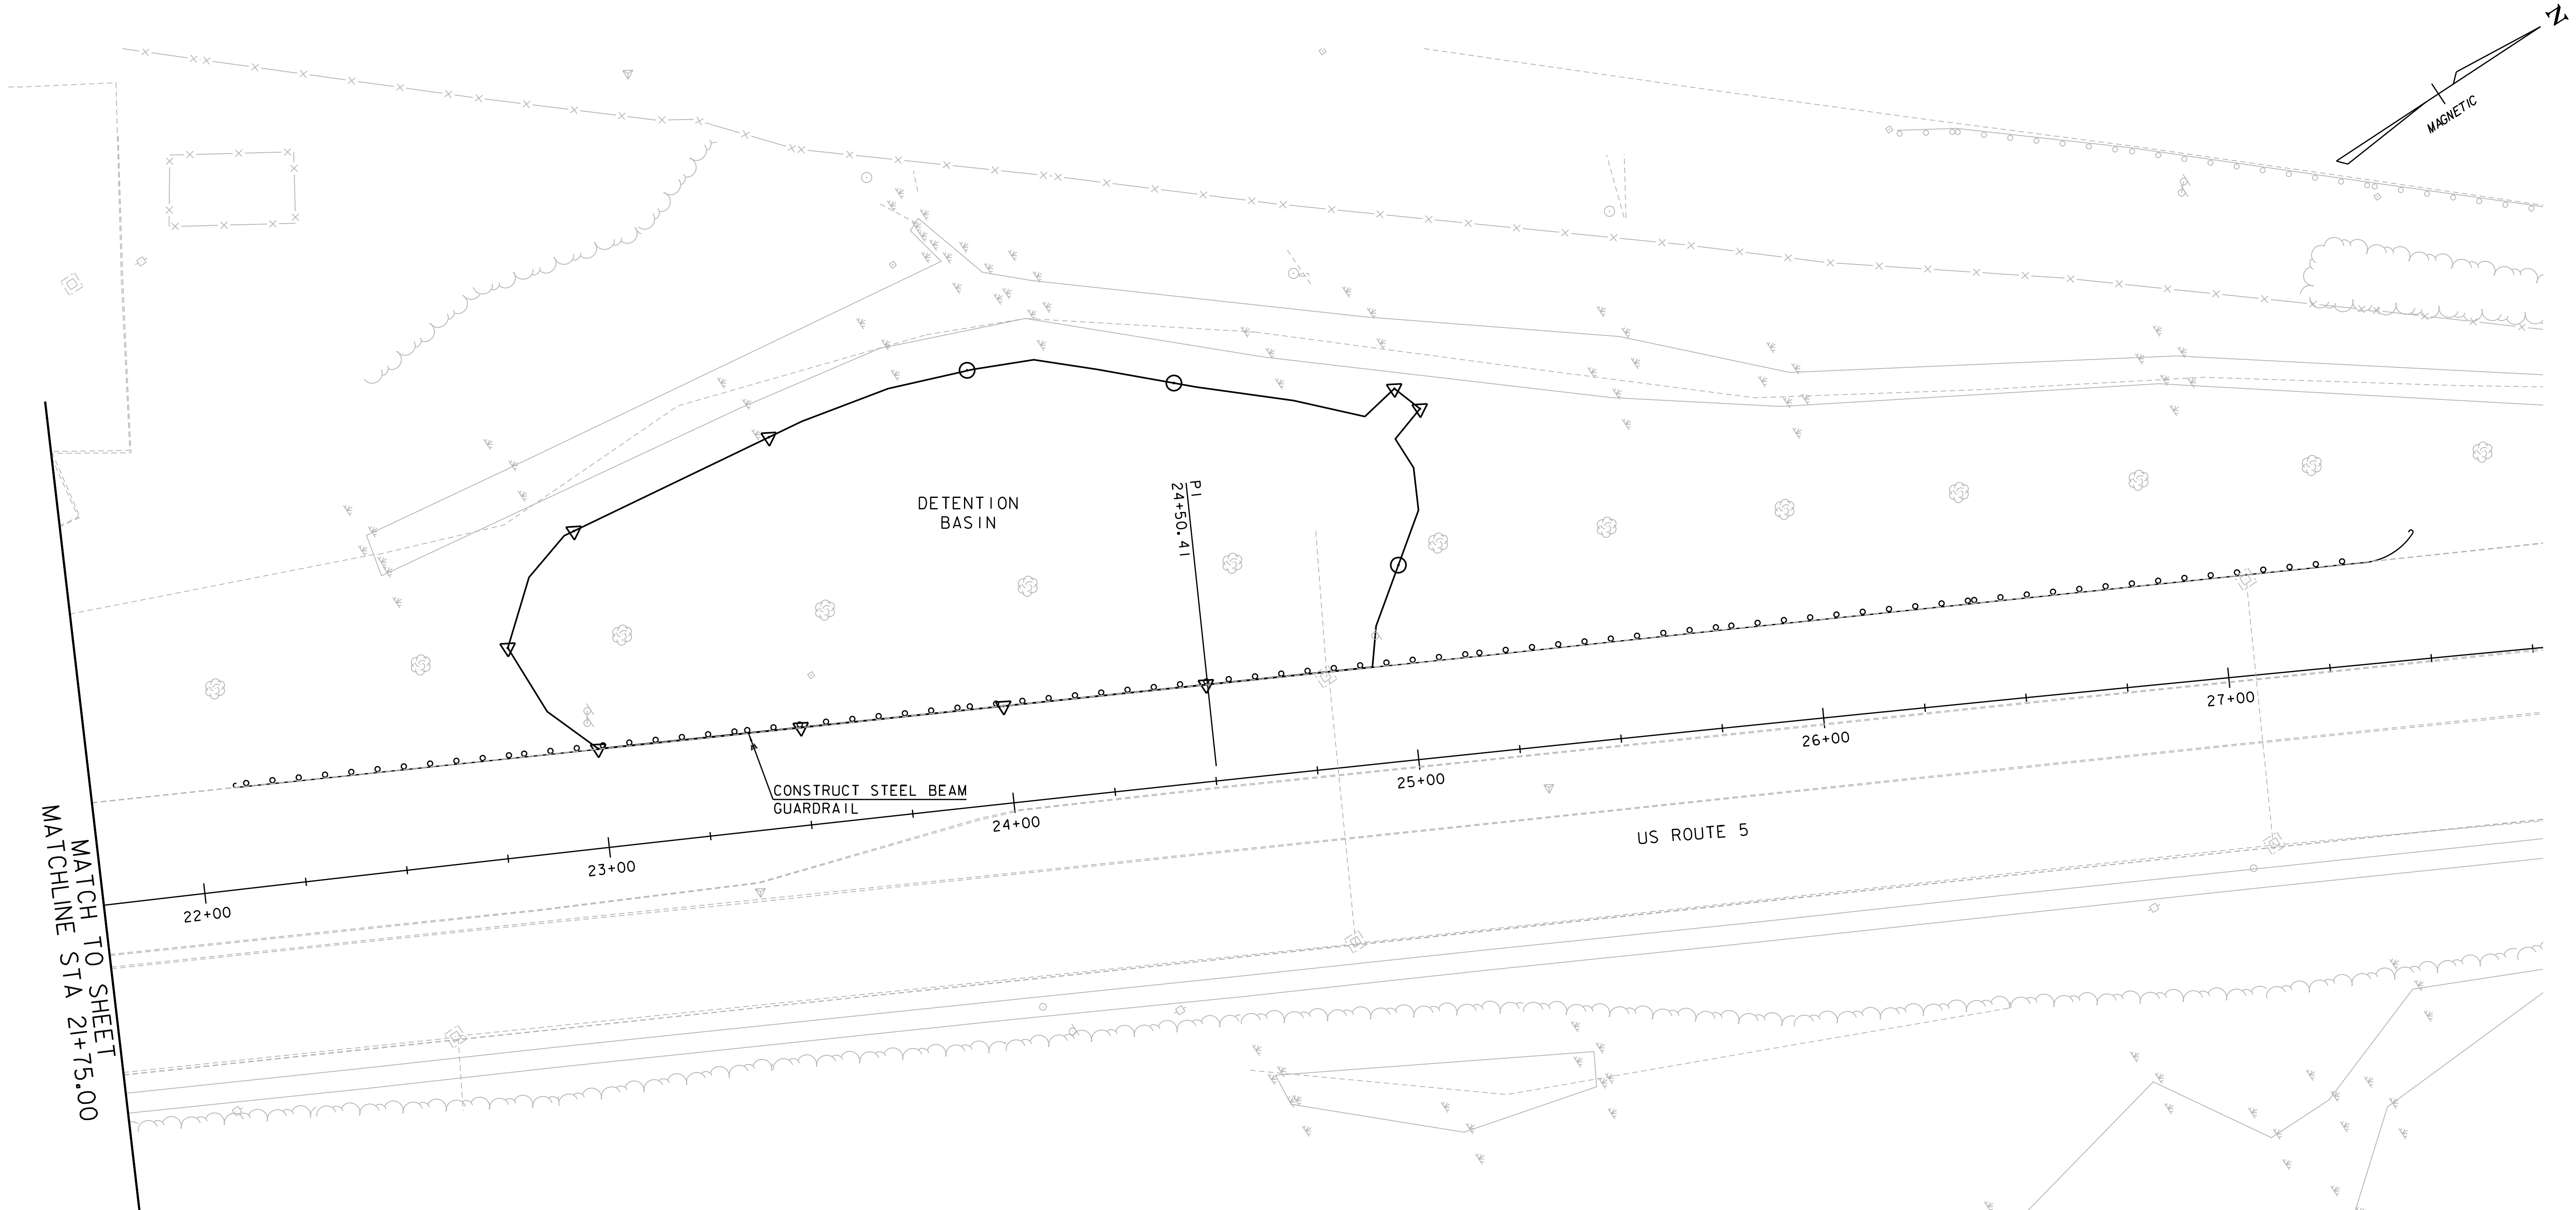 N
MAGNETIC
DETENTION
BASIN
PI
24+50.41
CONSTRUCT STEEL BEAM
GUARDRAIL
22+00
23+00
24+00
25+00
26+00
27+00
US ROUTE 5
MATCH TO SHEET
MATCHLINE STA 21+75.00